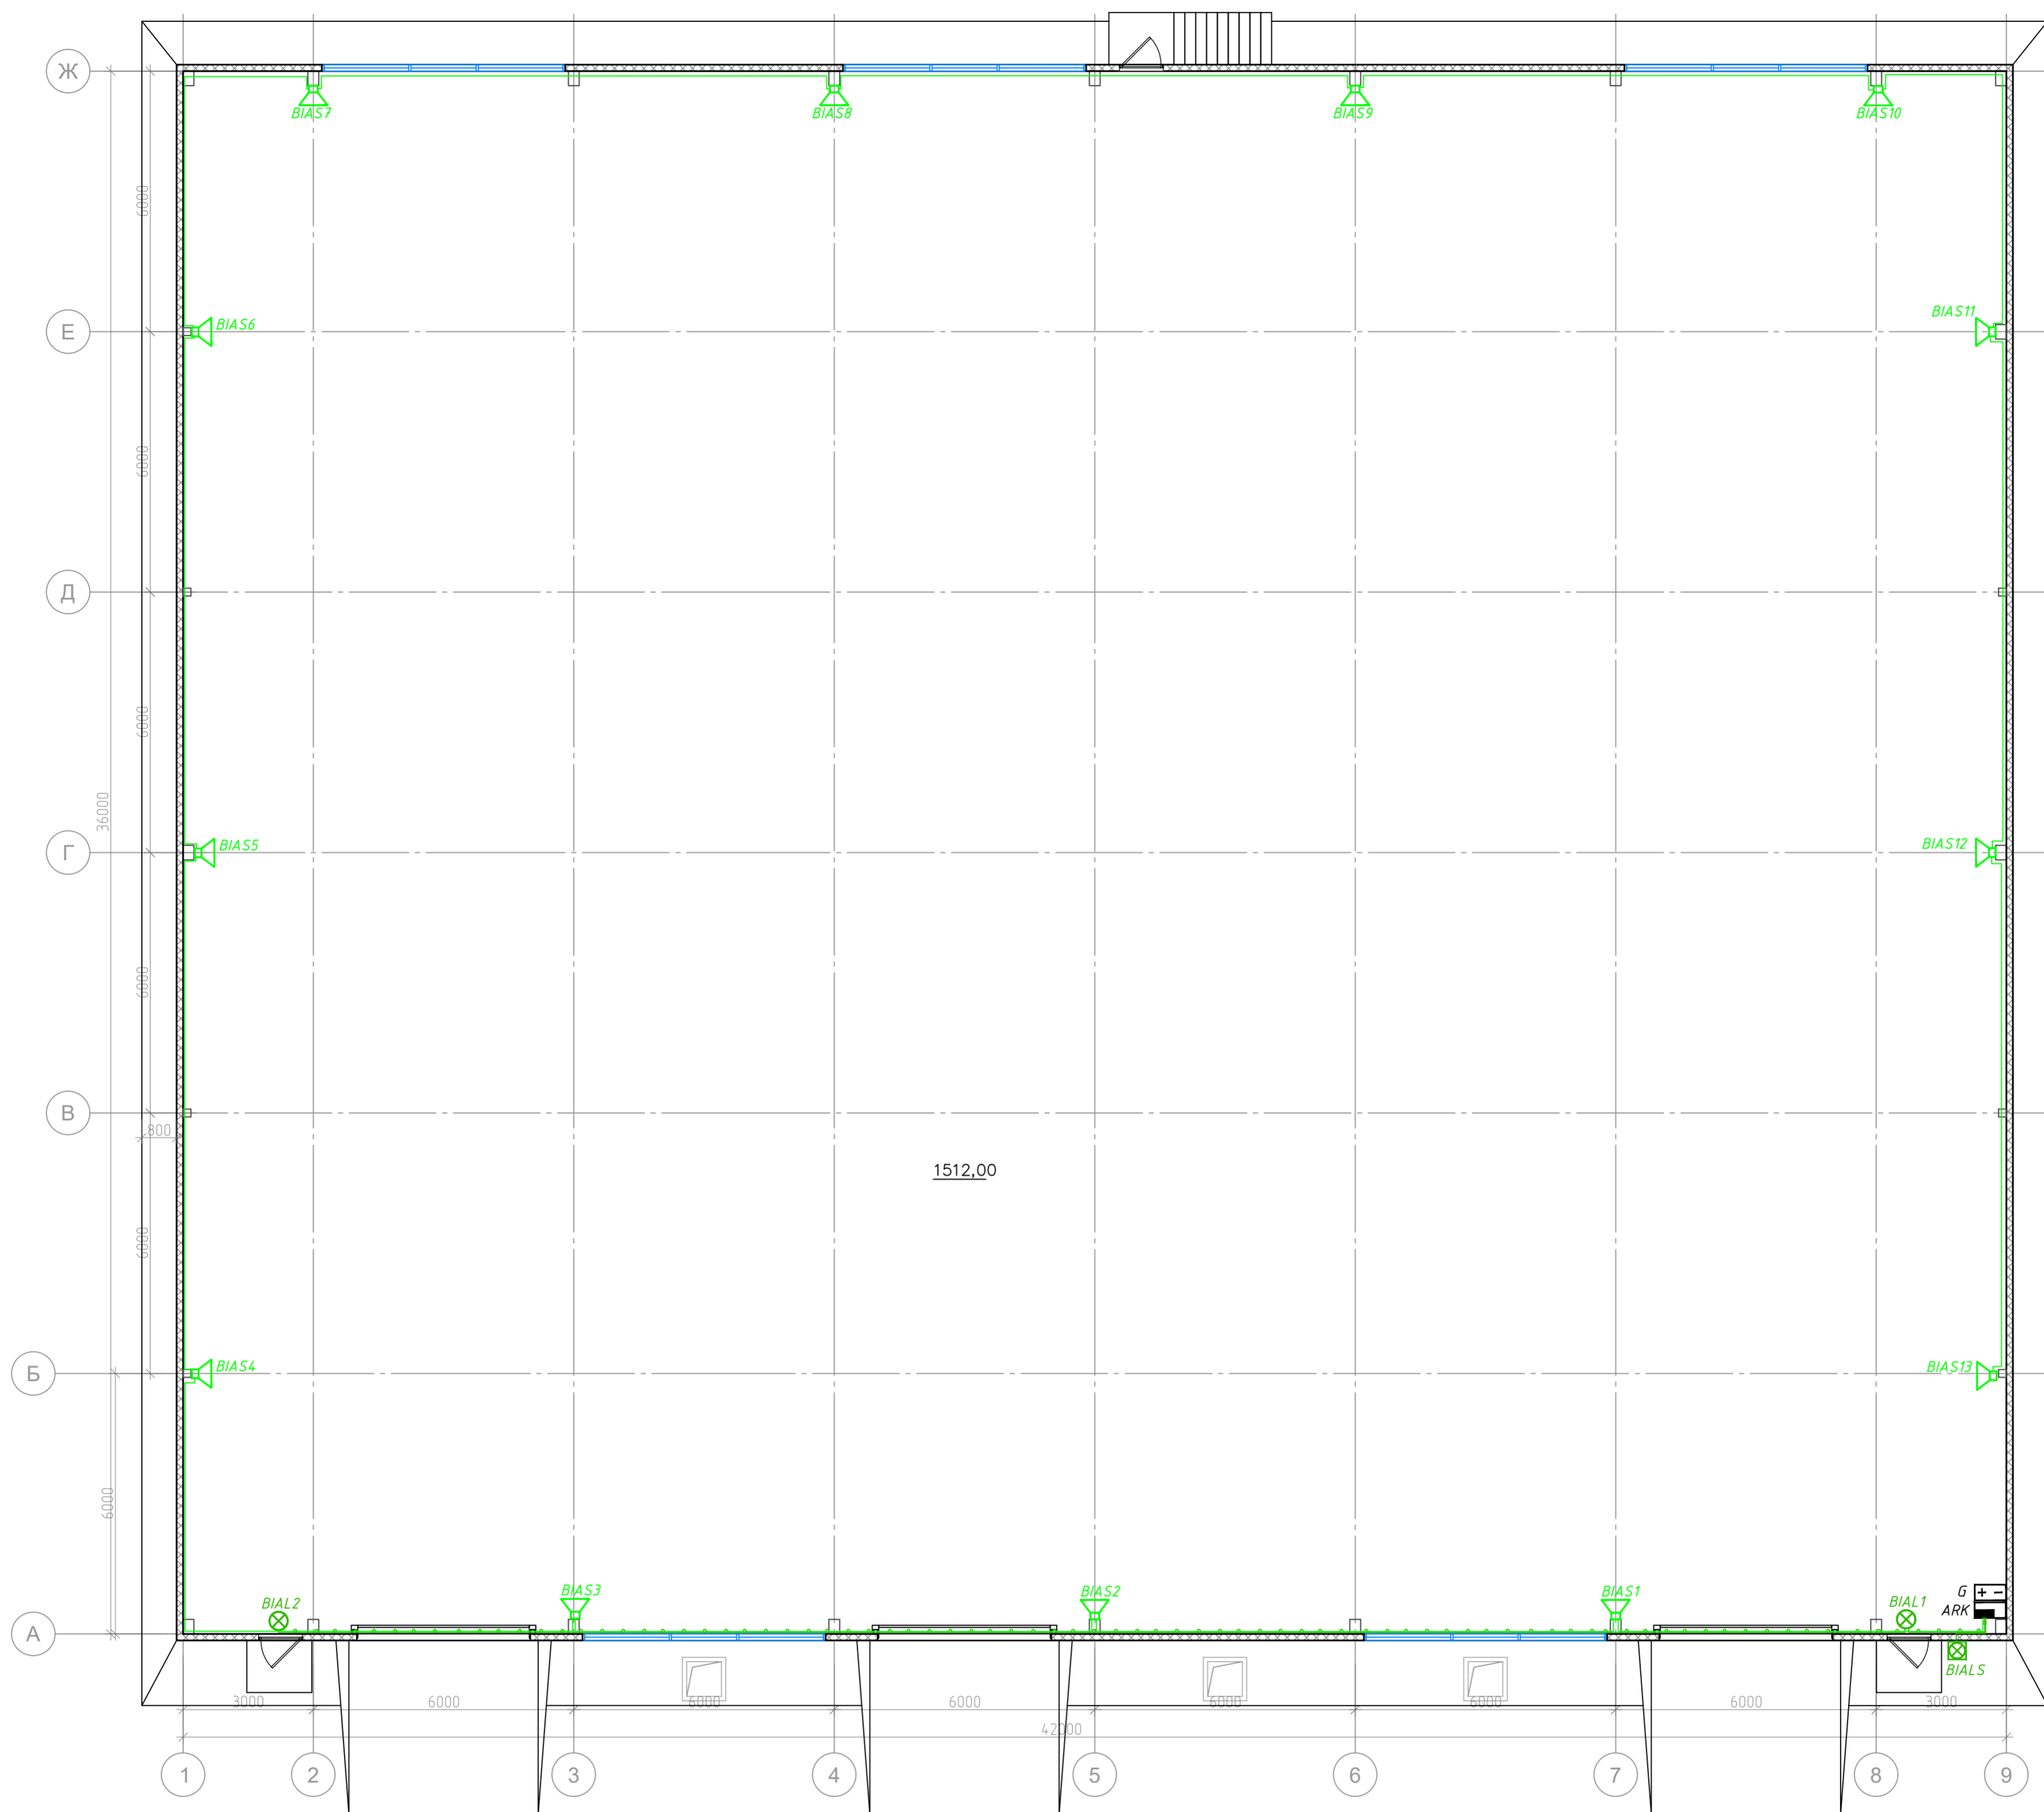 Ж
BIAS7
BIAS8
BIAS9
BIAS10
6000
Е
BIAS6
BIAS11
6000
Д
6000
36000
Г
BIAS5
BIAS12
6000
В
800
1512,00
6000
Б
BIAS4
BIAS13
6000
BIAS3
BIAS2
BIAS1
G
+ −
BIAL2
BIAL1
ARK
А
BIALS
3000
6000
6000
6000
6000
6000
6000
3000
42000
1
2
3
4
5
6
7
8
9